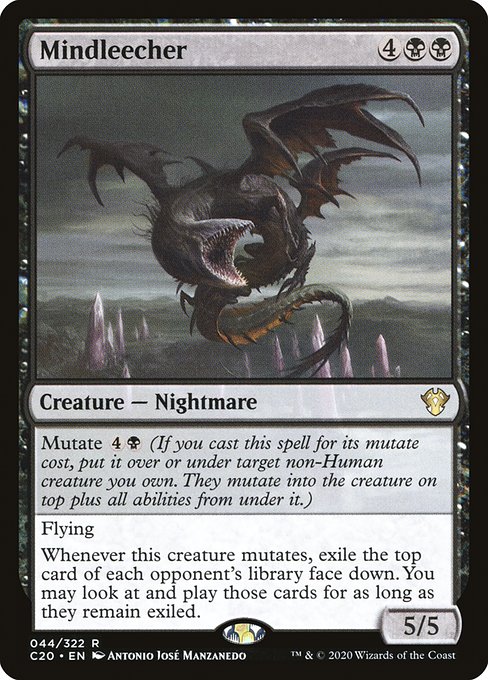 Mindleecher 4
Creature — Nightmare
Mutate 4 (If you cast this spell for its mutate
cost, put it over or under target non-Human
creature you own. They mutate into the creature on
top plus all abilities from under it.)
Flying
Whenever this creature mutates, exile the top
card of each opponent's library face down. You
may look at and play those cards for as long as
they remain exiled.
5/5
044/322 R
C20 • EN Antonio José Manzanedo ™ & © 2020 Wizards of the Coast